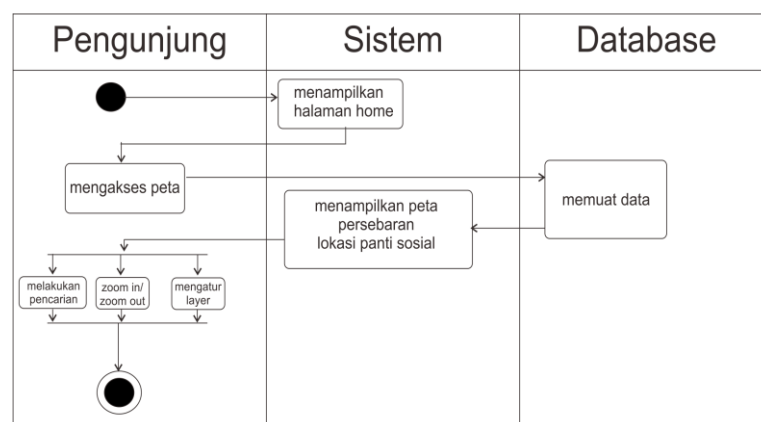 Pengunjung
Sistem
Database
menampilkan
halaman home
mengakses peta
memuat data
menampilkan peta
persebaran
lokasi panti sosial
melakukan
pencarian
zoom in/
zoom out
mengatur
layer